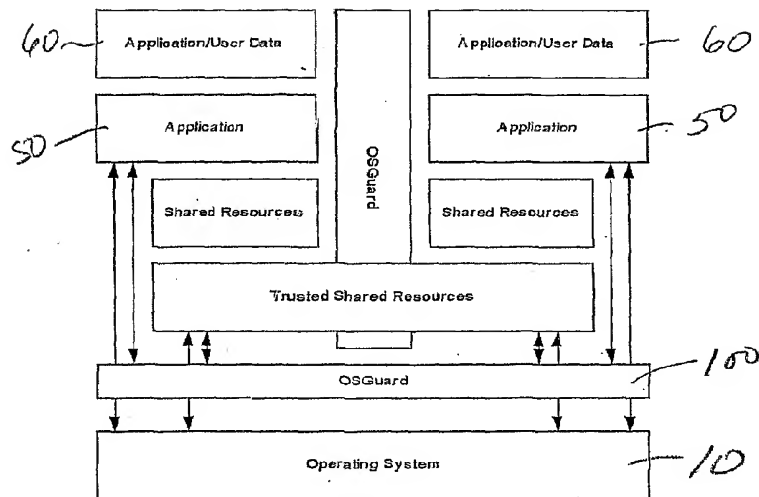 60 Application/User Data Application/User Data 60
50 Application Application 50
OSGuard
Shared Resources Shared Resources
Trusted Shared Resources
OSGuard 100
Operating System 10